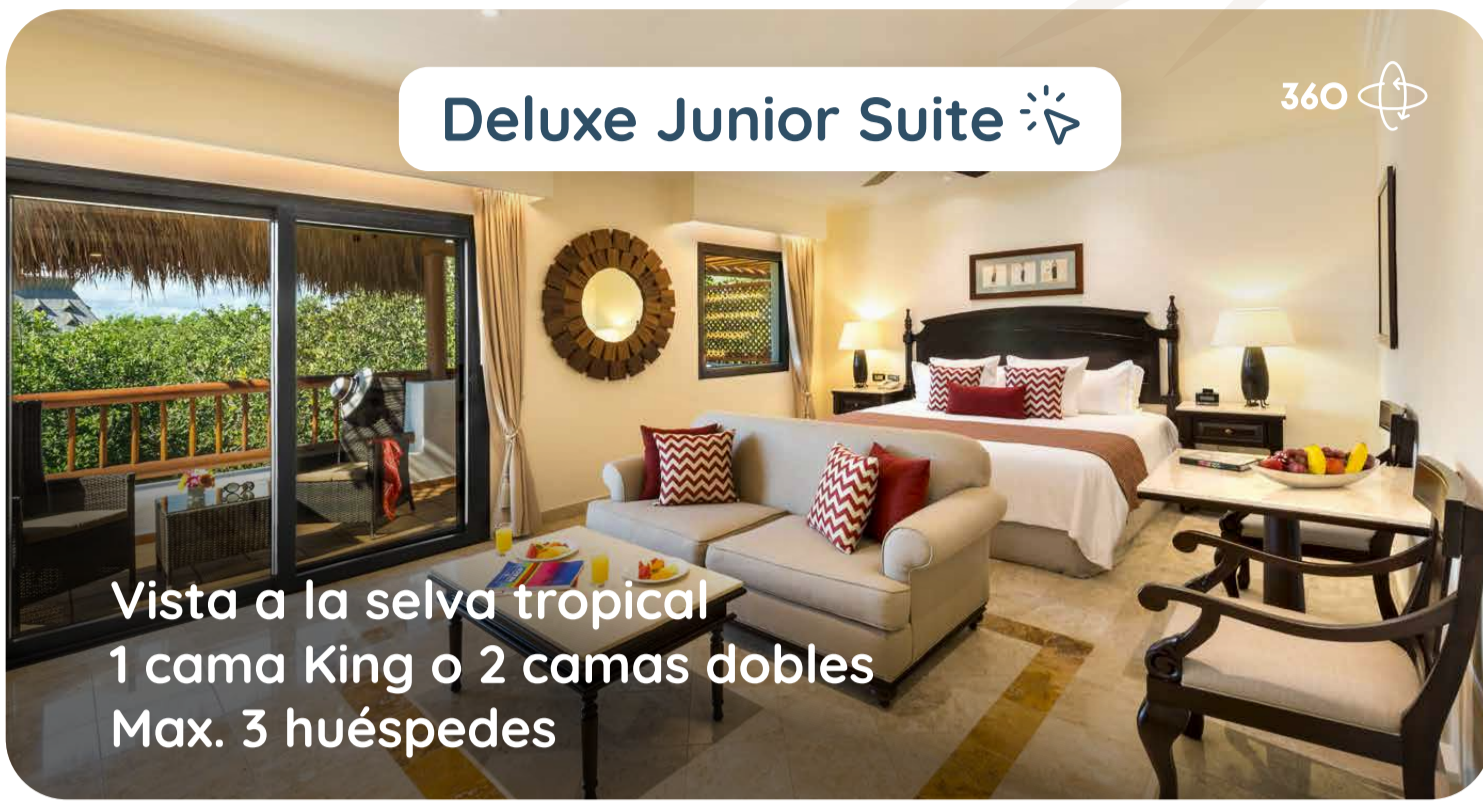 Deluxe Junior Suite
360
Vista a la selva tropical
1 cama King o 2 camas dobles
Max. 3 huéspedes